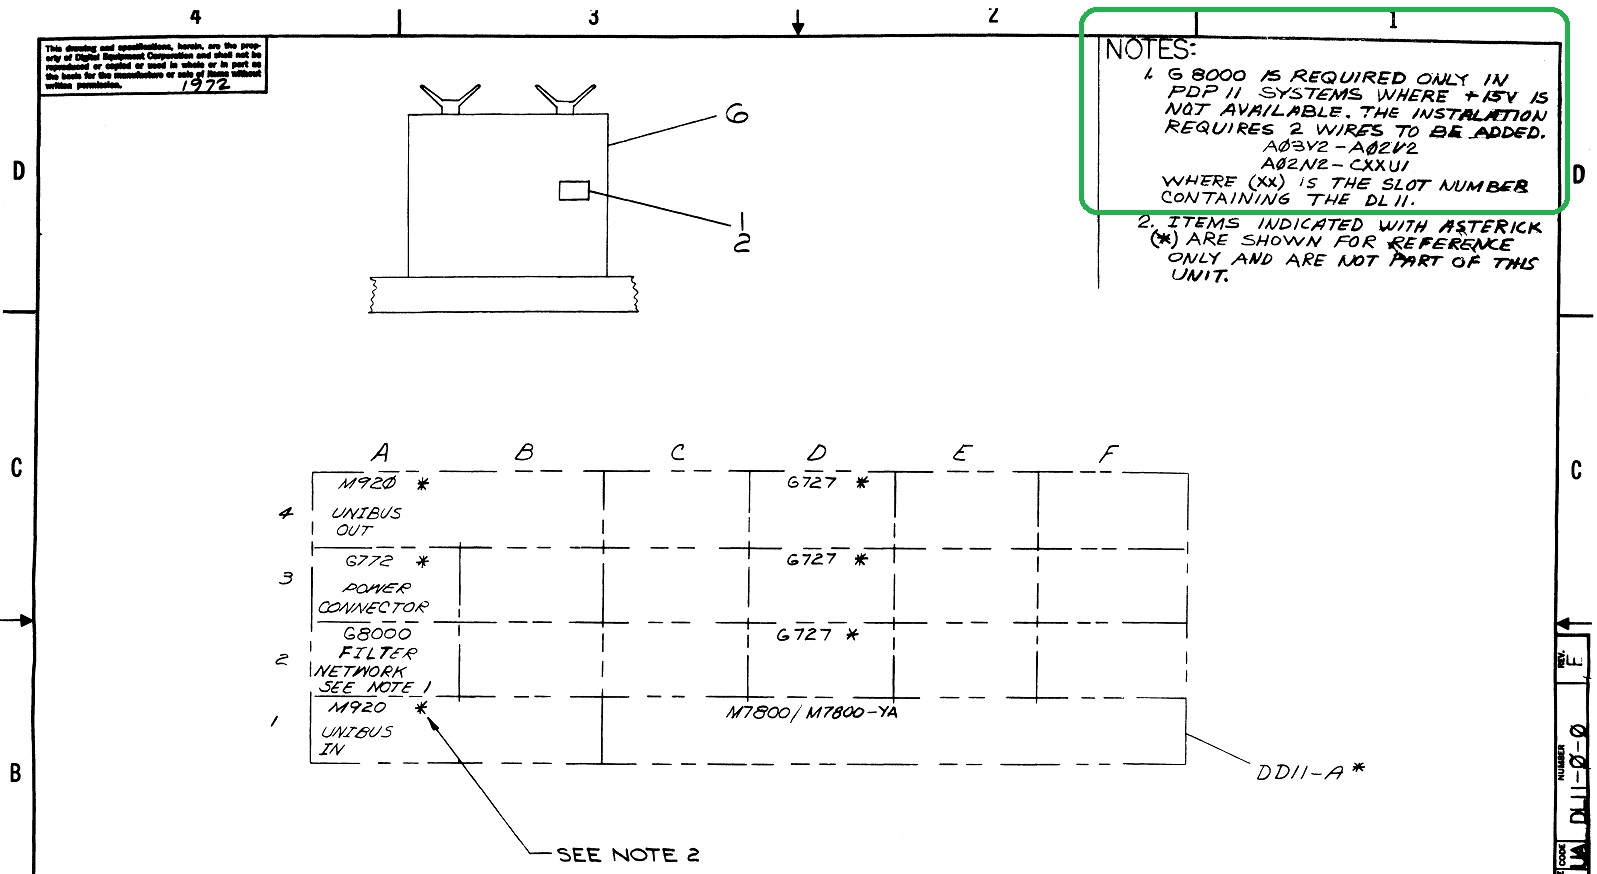 4 3 2 1
This drawing and specifications, herein, are the prop-
erty of Digital Equipment Corporation and shall not be
reproduced or copied or used in whole or in part as
the basis for the manufacture or sale of items without
written permission. 1972
NOTES:
1. G8000 IS REQUIRED ONLY IN
PDP 11 SYSTEMS WHERE +15V IS
NOT AVAILABLE. THE INSTALATION
REQUIRES 2 WIRES TO BE ADDED.
AØ3V2-AØ2V2
AØ2N2-CXXU1
WHERE (XX) IS THE SLOT NUMBER
CONTAINING THE DL11.
2. ITEMS INDICATED WITH ASTERICK
(*) ARE SHOWN FOR REFERENCE
ONLY AND ARE NOT PART OF THIS
UNIT.
6
1
2
D D
A B C D E F
C C
4
M92Ø *
UNIBUS
OUT
G727 *
3
G772 *
POWER
CONNECTOR
G727 *
2
G8000
FILTER
NETWORK
SEE NOTE 1
G727 *
1
M920 *
UNIBUS
IN
M7800/M7800-YA
DD11-A *
B
SEE NOTE 2
REV.
E
NUMBER
DL11-Ø-Ø
CODE
UA